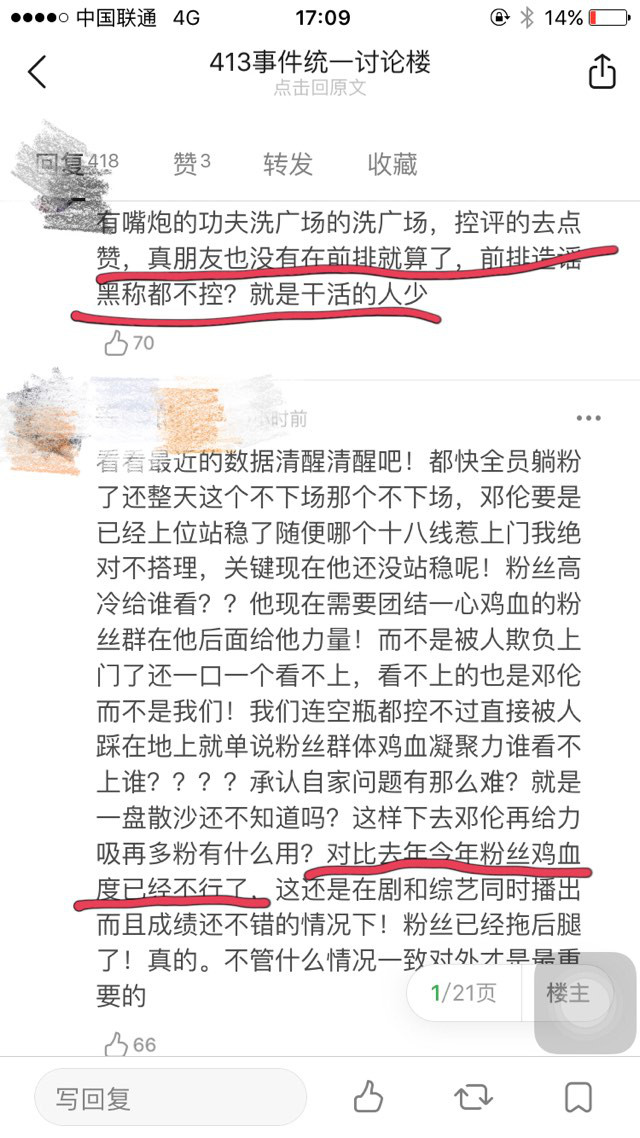 中国联通 4G 17:09 14%
413事件统一讨论楼
点击回原文
回复418 赞3 转发 收藏
有嘴炮的功夫洗广场的洗广场，控评的去点
赞，真朋友也没有在前排就算了，前排造谣
黑称都不控？就是干活的人少
70
小时前
看看最近的数据清醒清醒吧！都快全员躺粉
了还整天这个不下场那个不下场，邓伦要是
已经上位站稳了随便哪个十八线惹上门我绝
对不搭理，关键现在他还没站稳呢！粉丝高
冷给谁看？？他现在需要团结一心鸡血的粉
丝群在他后面给他力量！而不是被人欺负上
门了还一口一个看不上，看不上的也是邓伦
而不是我们！我们连空瓶都控不过直接被人
踩在地上就单说粉丝群体鸡血凝聚力谁看不
上谁？？？？承认自家问题有那么难？就是
一盘散沙还不知道吗？这样下去邓伦再给力
吸再多粉有什么用？对比去年今年粉丝鸡血
度已经不行了，这还是在剧和综艺同时播出
而且成绩还不错的情况下！粉丝已经拖后腿
了！真的。不管什么情况一致对外才是最重
要的
1/21页 楼主
66
写回复